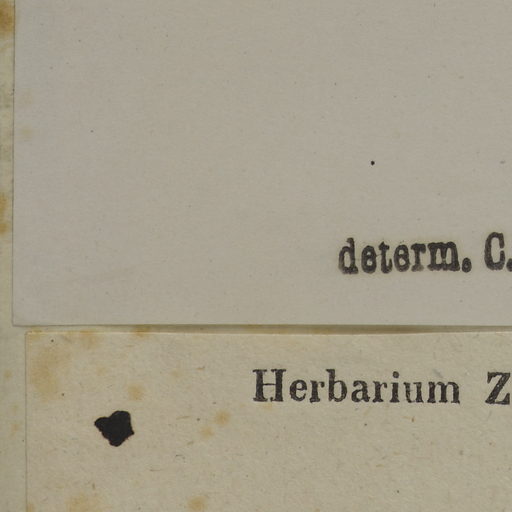 determ. C.
Herbarium Z